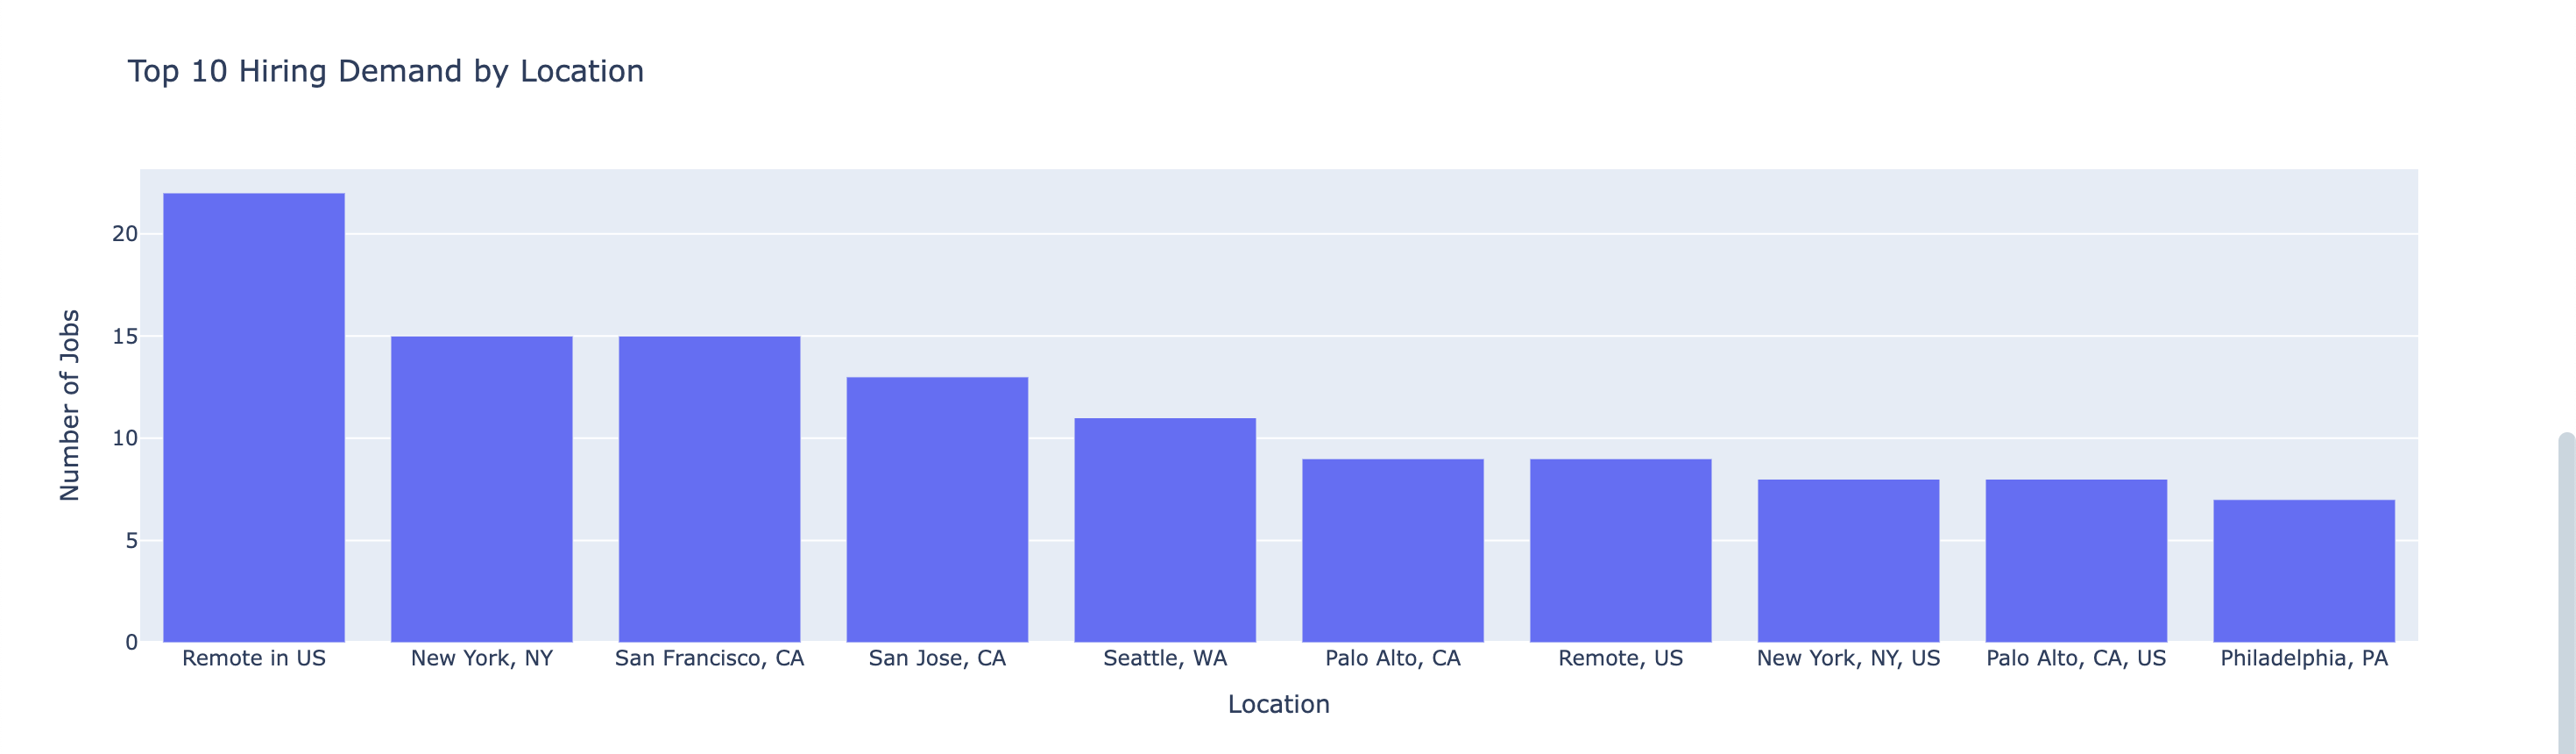 Top 10 Hiring Demand by Location
Number of Jobs
20
15
10
5
0
Remote in US
New York, NY
San Francisco, CA
San Jose, CA
Seattle, WA
Palo Alto, CA
Remote, US
New York, NY, US
Palo Alto, CA, US
Philadelphia, PA
Location